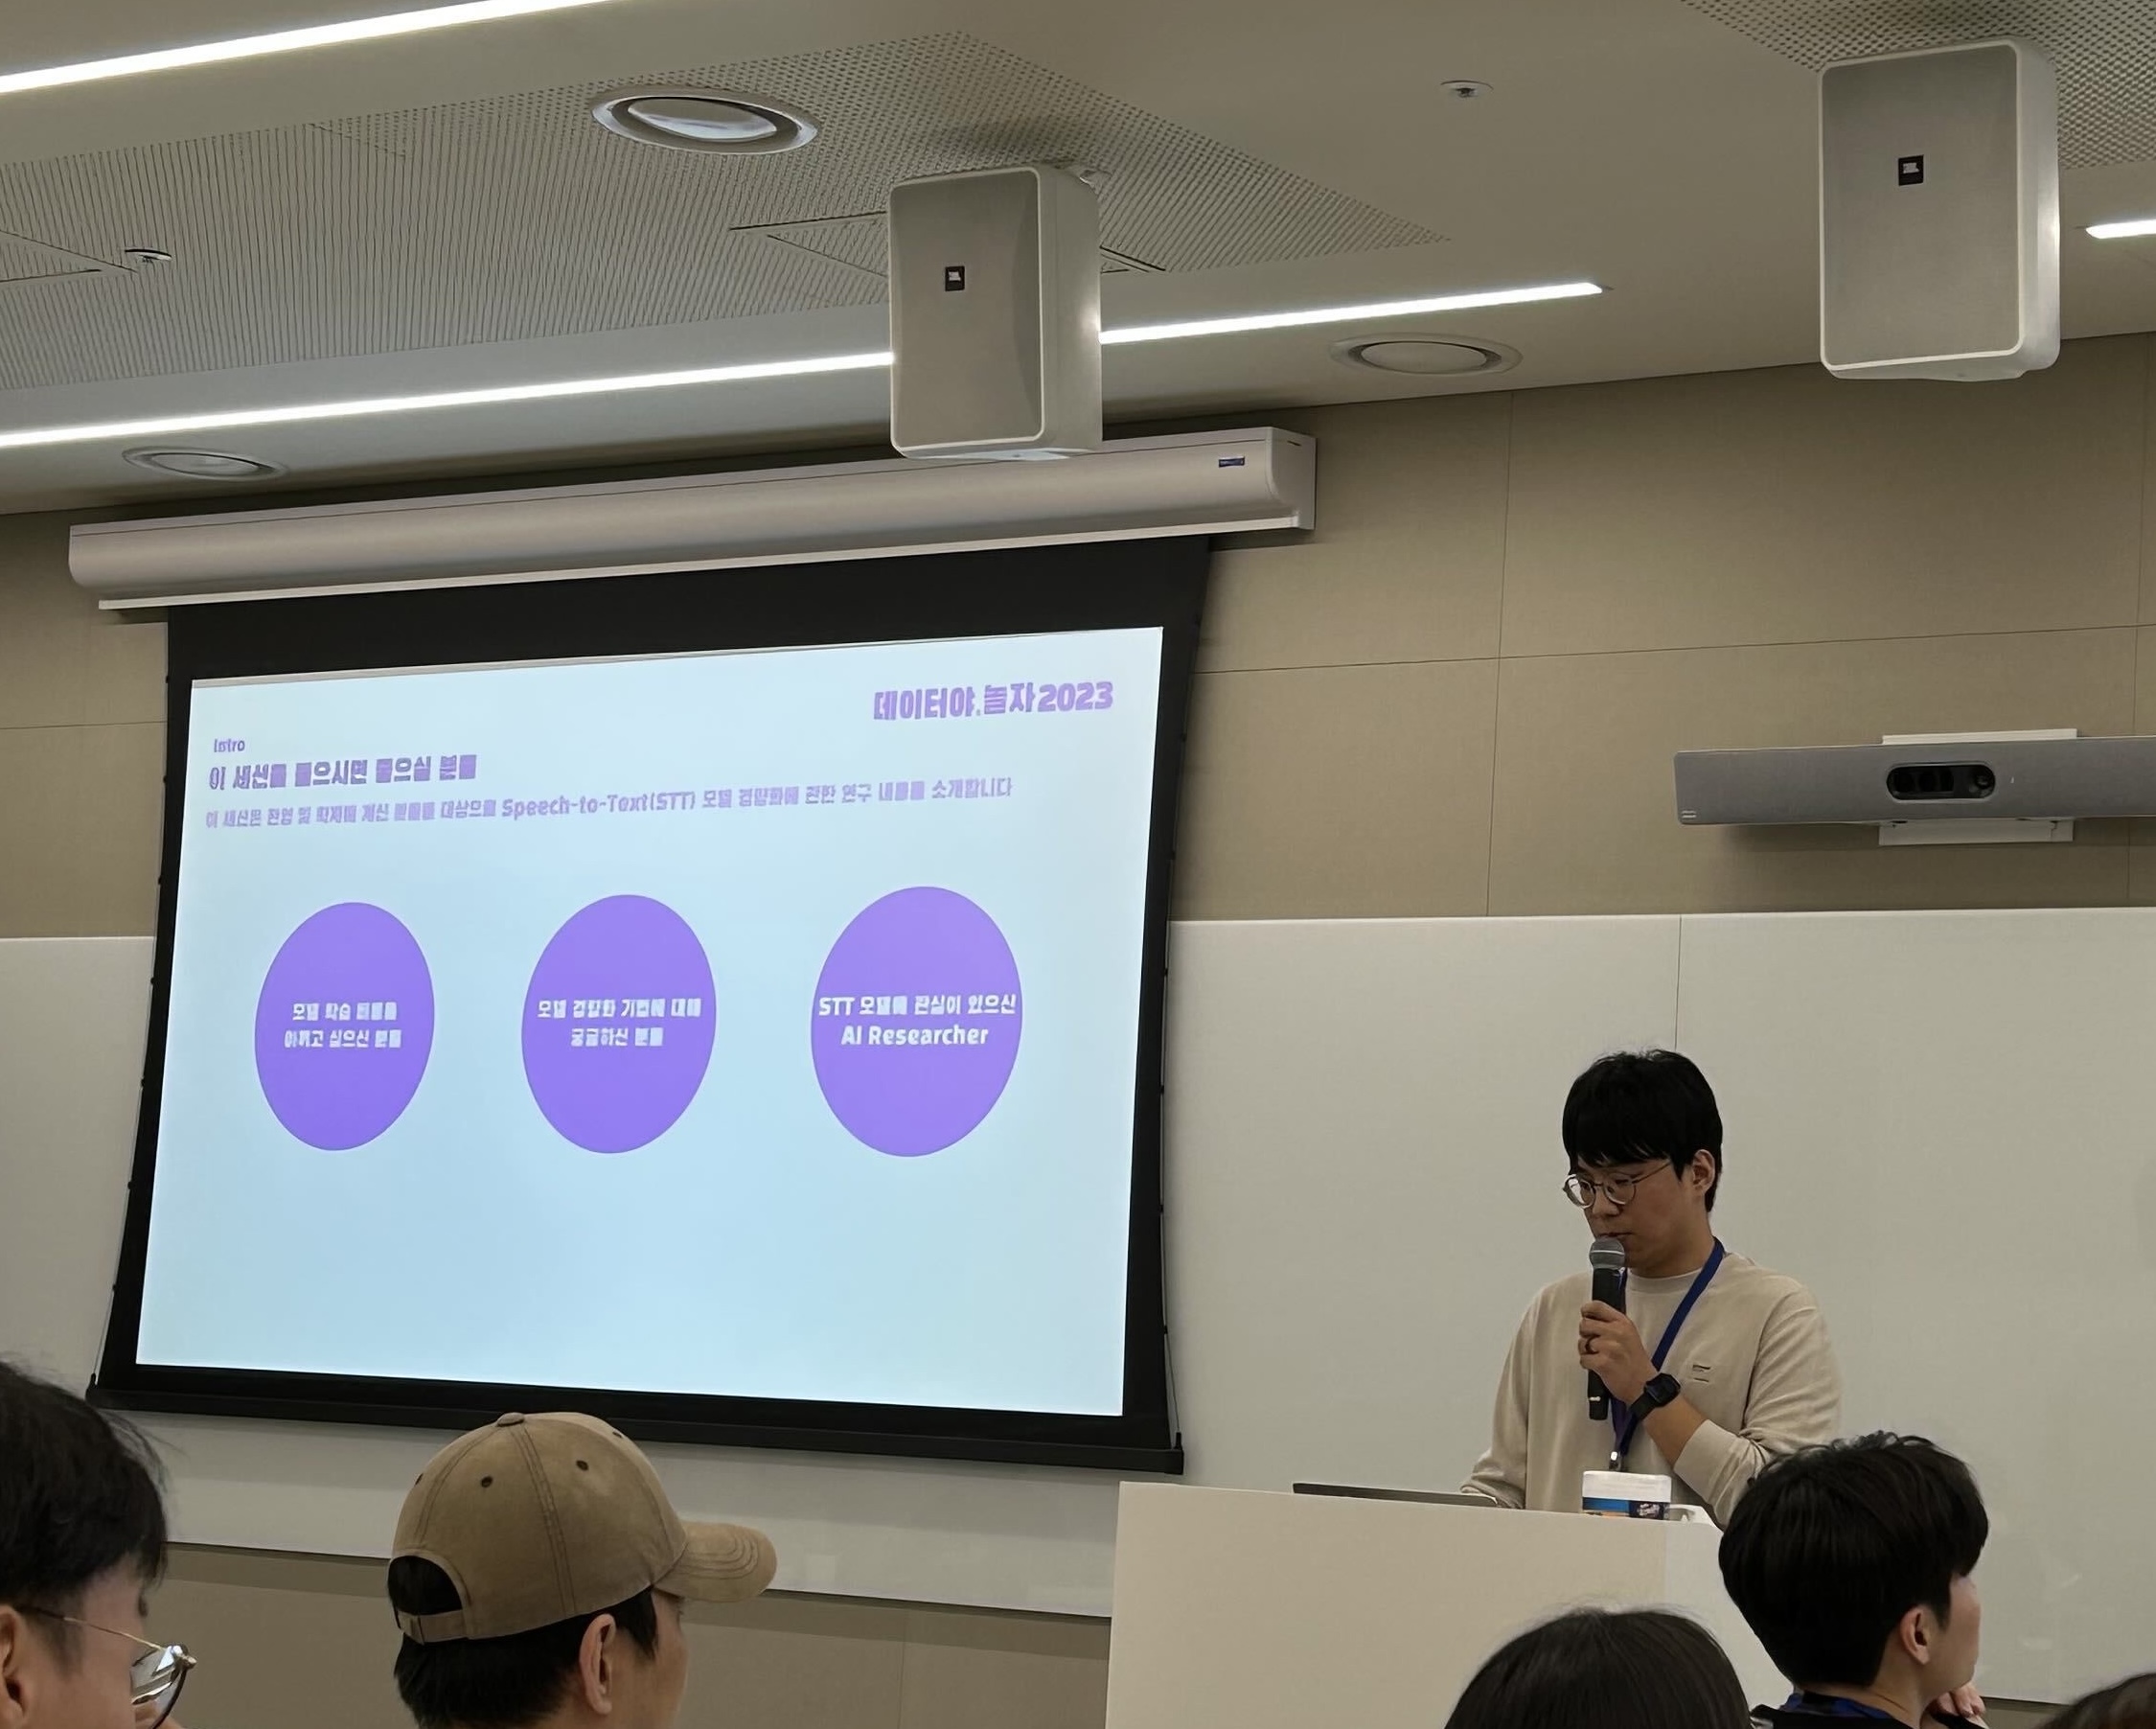 데이터야.놀자2023
Intro
이 세션을 들으시면 좋으실 분들
이 세션은 현업 및 학계에 계신 분들을 대상으로 Speech-to-Text(STT) 모델 경량화에 관한 연구 내용을 소개합니다
모델 학습 비용을
아끼고 싶으신 분들
모델 경량화 기법에 대해
궁금하신 분들
STT 모델에 관심이 있으신
AI Researcher